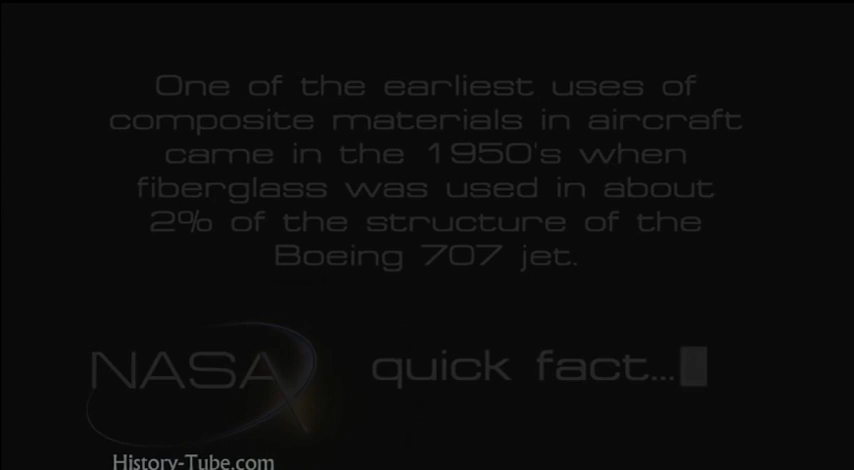 One of the earliest uses of
composite materials in aircraft
came in the 1950's when
fiberglass was used in about
2% of the structure of the
Boeing 707 jet.
NASA quick fact...
History-Tube.com